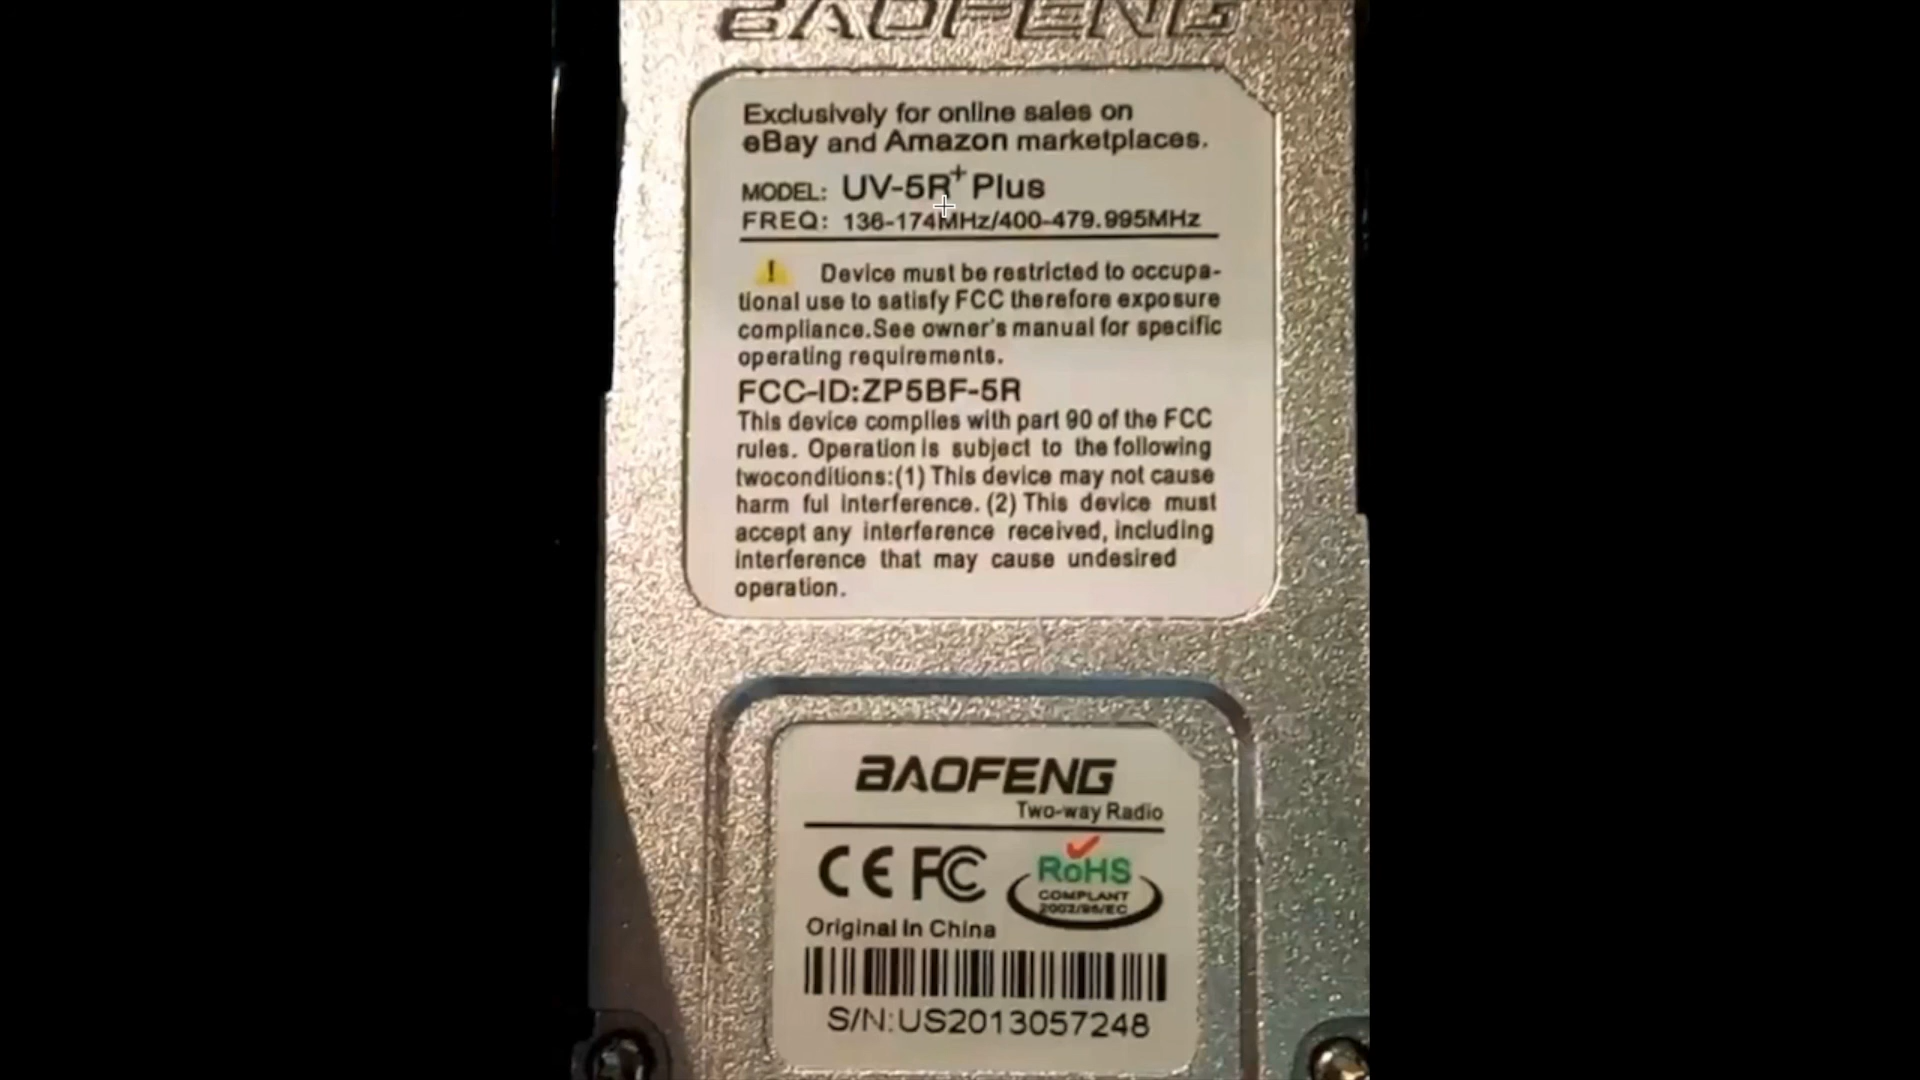 BAOFENG
Exclusively for online sales on
eBay and Amazon marketplaces.
MODEL: UV-5R+ Plus
FREQ: 136-174MHz/400-479.995MHz
! Device must be restricted to occupa-
tional use to satisfy FCC therefore exposure
compliance.See owner's manual for specific
operating requirements.
FCC-ID:ZP5BF-5R
This device complies with part 90 of the FCC
rules. Operation is subject to the following
twoconditions:(1) This device may not cause
harm ful interference. (2) This device must
accept any interference received, including
interference that may cause undesired
operation.
BAOFENG
Two-way Radio
CE FC RoHS
COMPLANT
2002/95/EC
Original In China
S/N:US2013057248